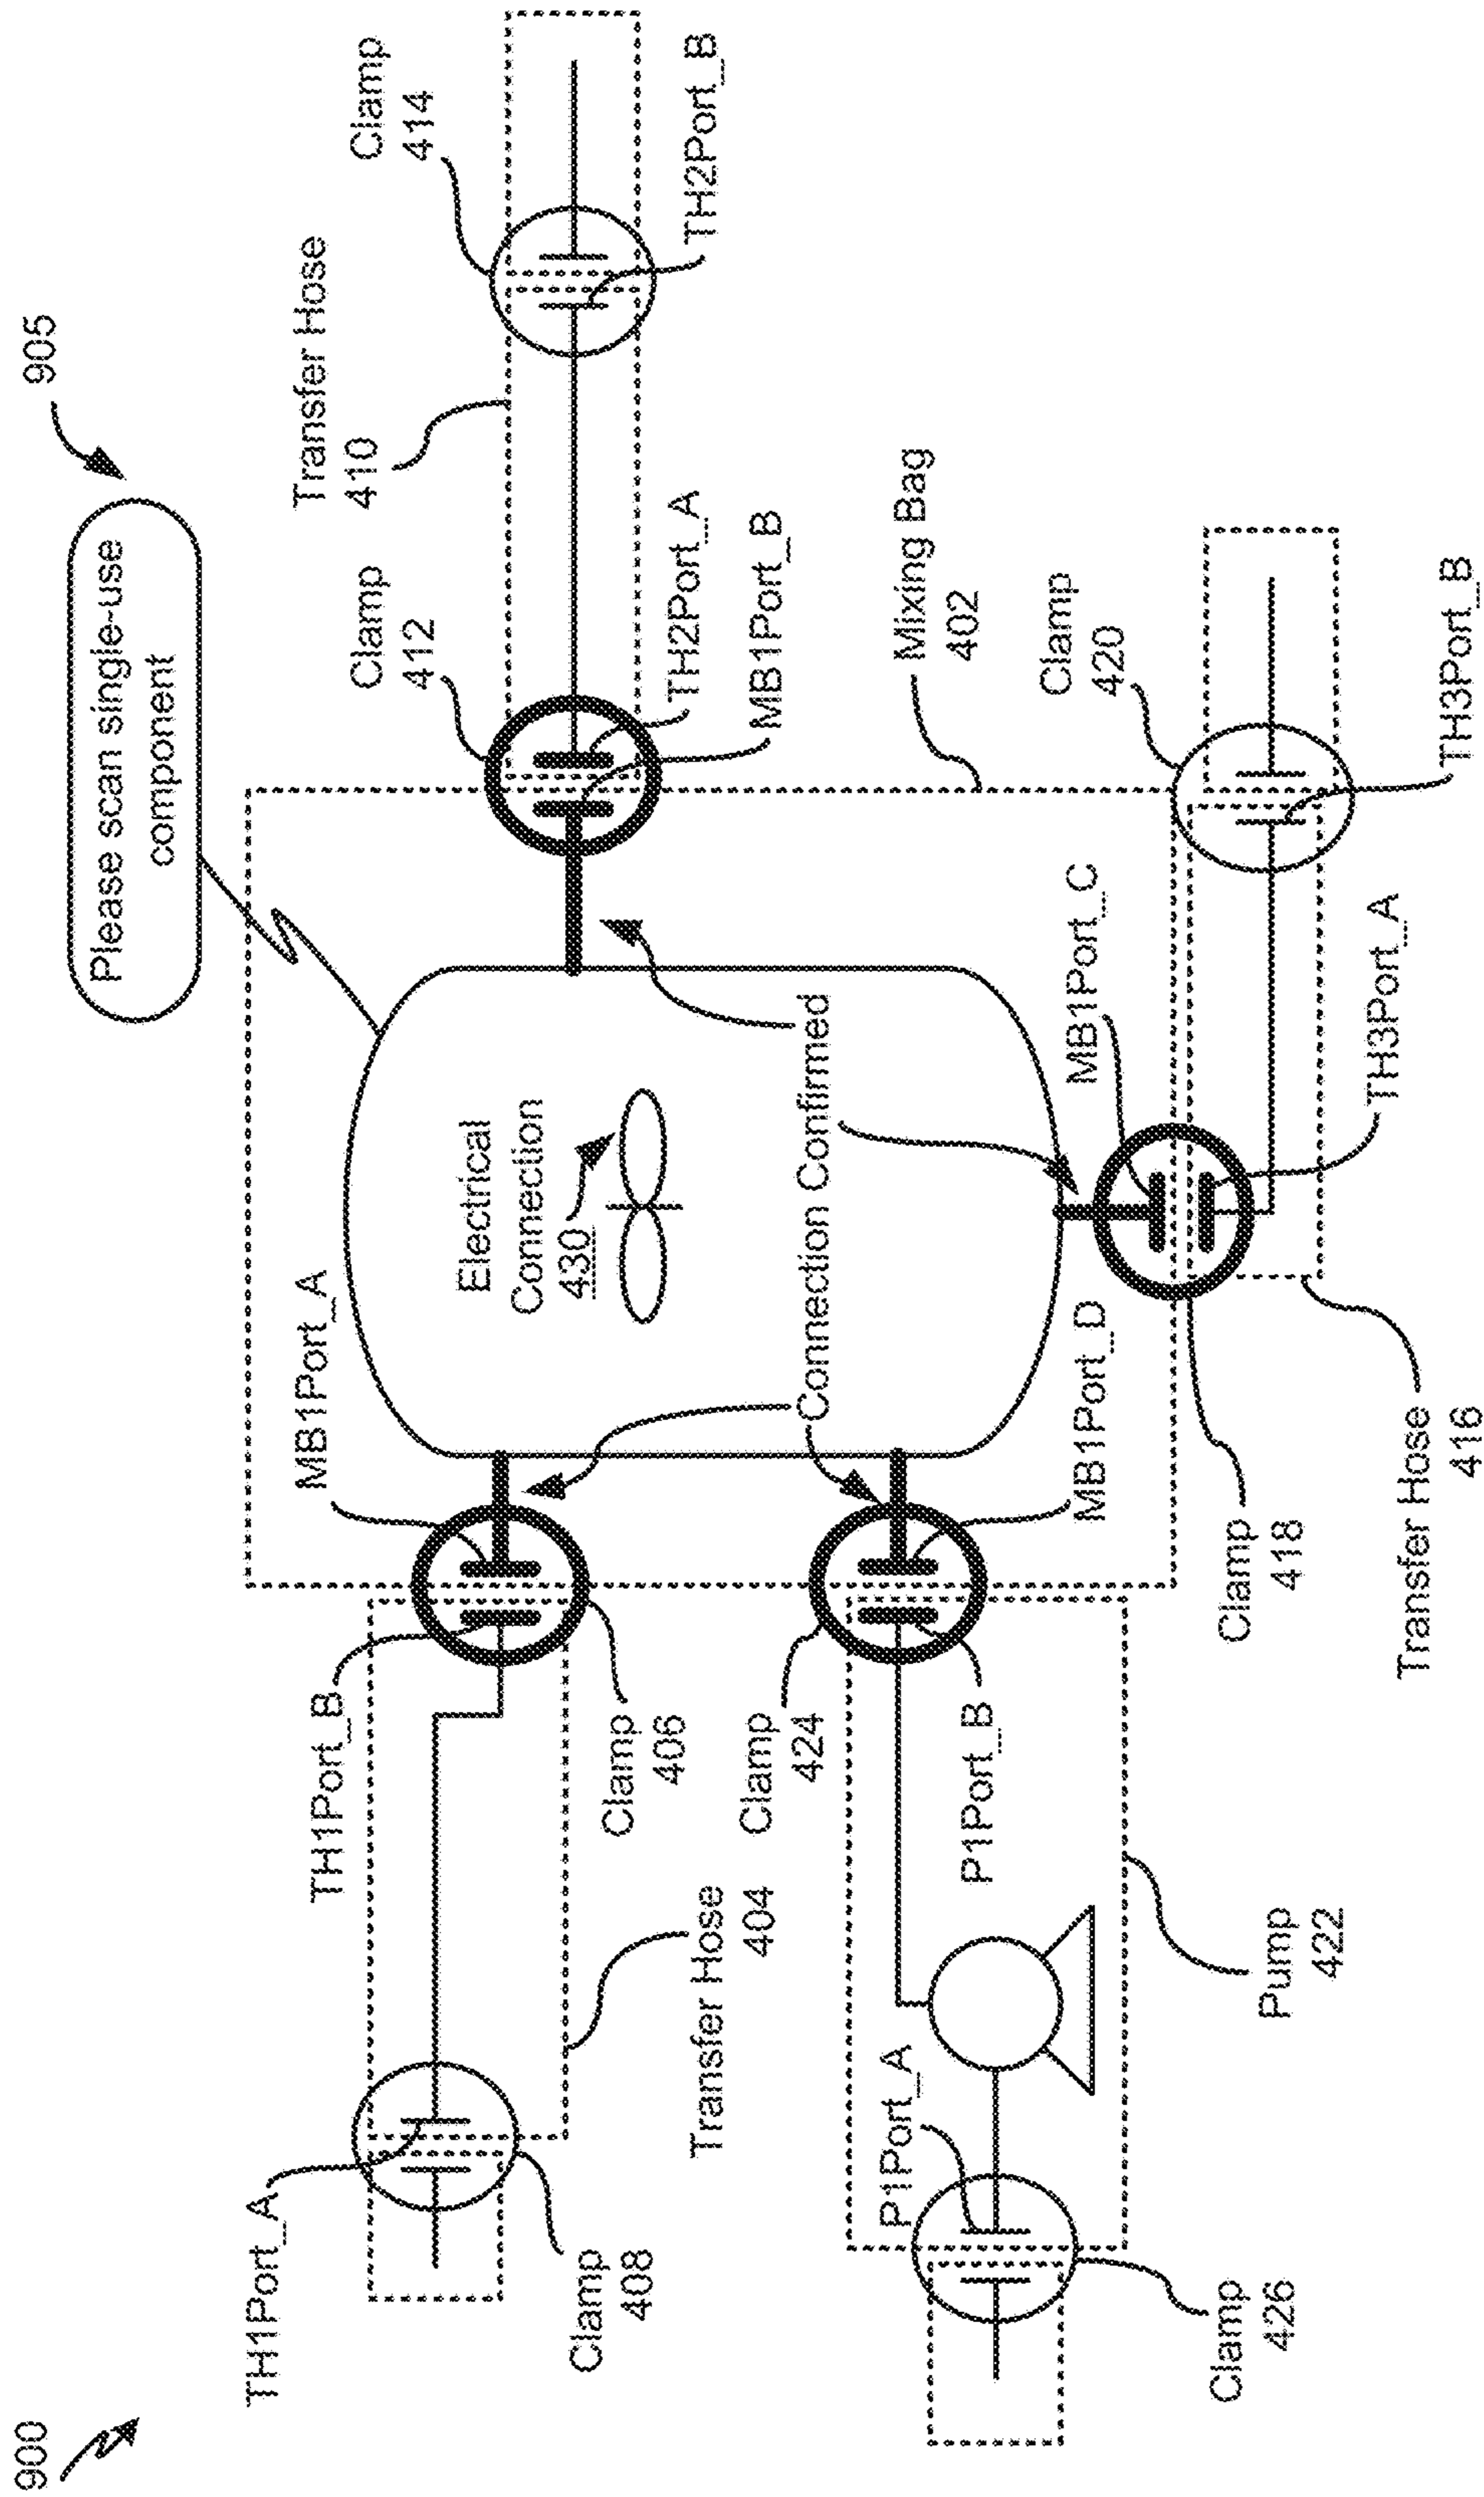 900
905
Please scan single-use
component
Transfer Hose
410
Clamp
414
Clamp
412
TH2Port_B
TH2Port_A
MB1Port_B
MB1Port_A
Electrical
Connection
430
TH1Port_A
TH1Port_B
Clamp
408
Clamp
406
Transfer Hose
404
Connection Confirmed
Mixing Bag
402
Clamp
424
P1Port_A
P1Port_B
MB1Port_D
MB1Port_C
Clamp
420
Clamp
426
Pump
422
Clamp
418
TH3Port_A
TH3Port_B
Transfer Hose
416